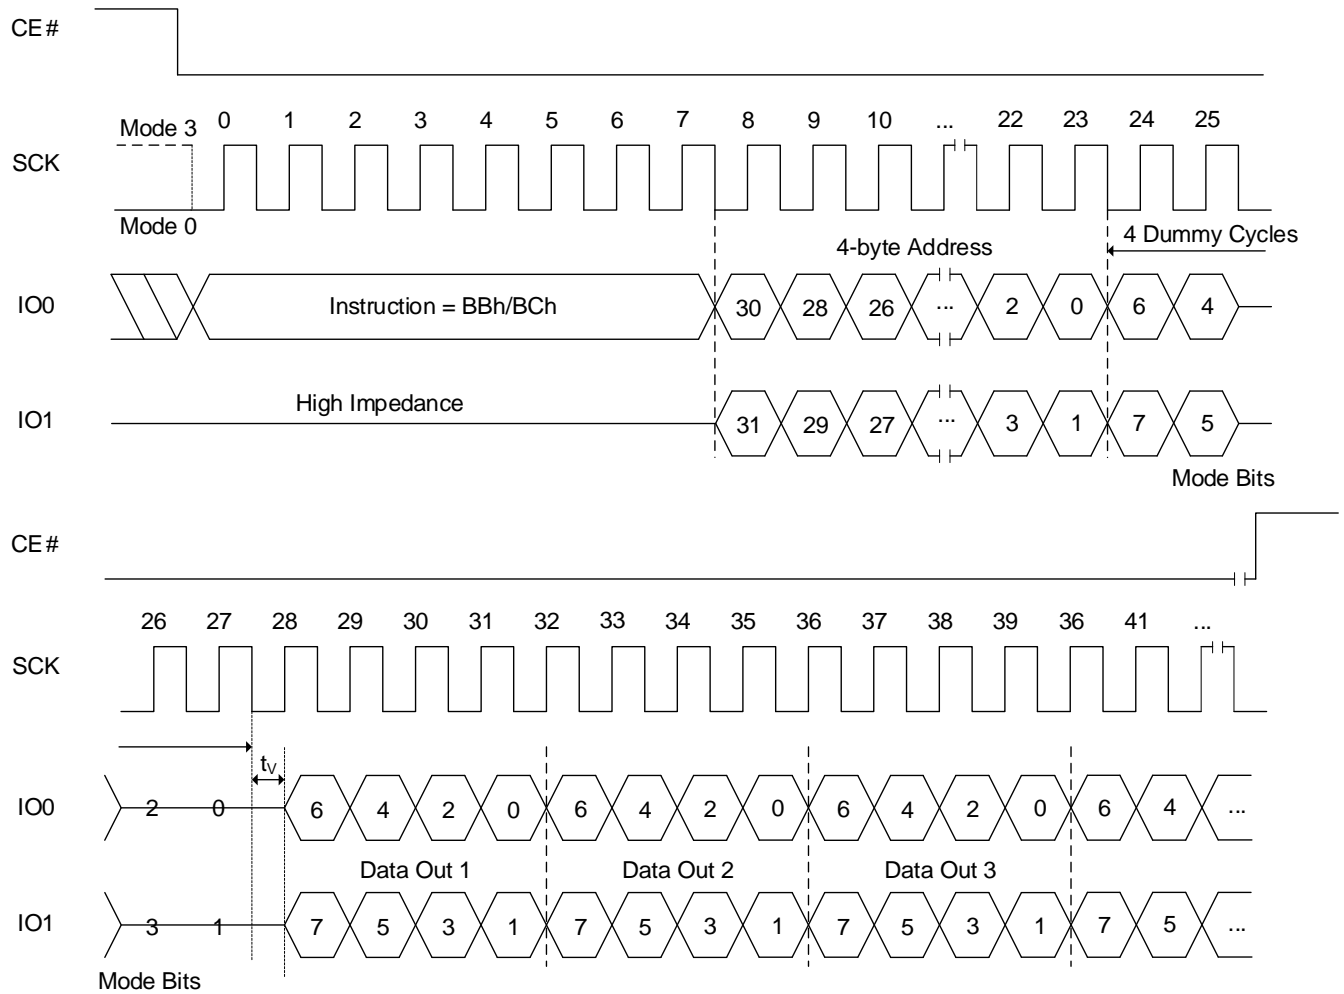 CE#
Mode 3 0 1 2 3 4 5 6 7 8 9 10 ... 22 23 24 25
SCK
Mode 0
4-byte Address 4 Dummy Cycles
IO0 Instruction = BBh/BCh 30 28 26 ... 2 0 6 4
High Impedance
IO1 31 29 27 ... 3 1 7 5
Mode Bits
CE#
26 27 28 29 30 31 32 33 34 35 36 37 38 39 36 41 ...
SCK
tV
IO0 2 0 6 4 2 0 6 4 2 0 6 4 2 0 6 4 ...
Data Out 1 Data Out 2 Data Out 3
IO1 3 1 7 5 3 1 7 5 3 1 7 5 3 1 7 5 ...
Mode Bits